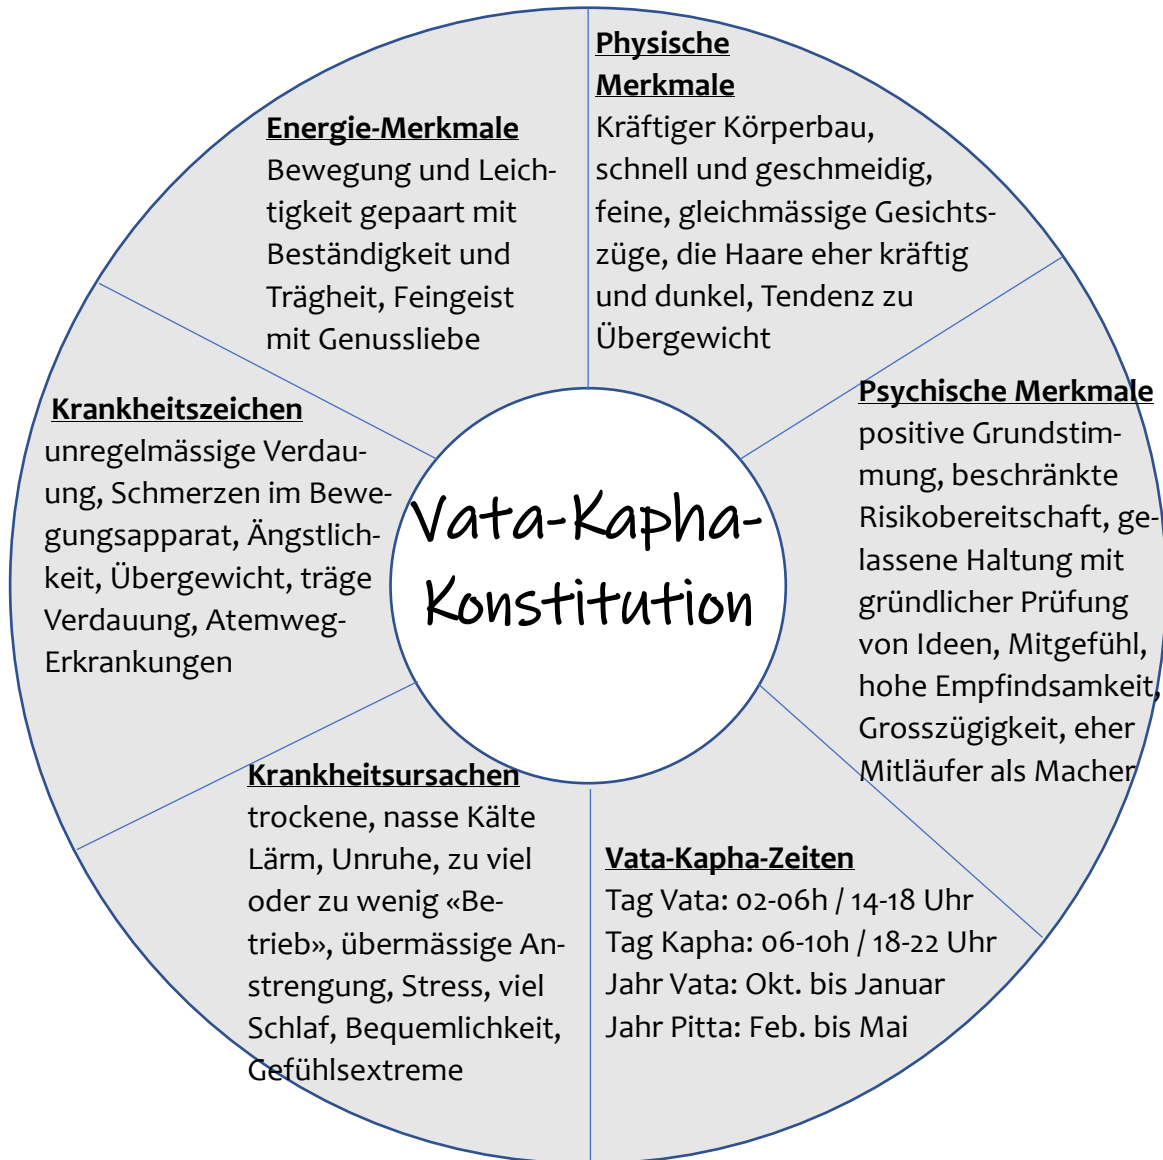 Physische
Merkmale
Kräftiger Körperbau,
schnell und geschmeidig,
feine, gleichmässige Gesichts-
züge, die Haare eher kräftig
und dunkel, Tendenz zu
Übergewicht
Psychische Merkmale
positive Grundstim-
mung, beschränkte
Risikobereitschaft, ge-
lassene Haltung mit
gründlicher Prüfung
von Ideen, Mitgefühl,
hohe Empfindsamkeit,
Grosszügigkeit, eher
Mitläufer als Macher
Vata-Kapha-Zeiten
Tag Vata: 02-06h / 14-18 Uhr
Tag Kapha: 06-10h / 18-22 Uhr
Jahr Vata: Okt. bis Januar
Jahr Pitta: Feb. bis Mai
Krankheitsursachen
trockene, nasse Kälte
Lärm, Unruhe, zu viel
oder zu wenig «Be-
trieb», übermässige An-
strengung, Stress, viel
Schlaf, Bequemlichkeit,
Gefühlsextreme
Krankheitszeichen
unregelmässige Verdau-
ung, Schmerzen im Bewe-
gungsapparat, Ängstlich-
keit, Übergewicht, träge
Verdauung, Atemweg-
Erkrankungen
Energie-Merkmale
Bewegung und Leich-
tigkeit gepaart mit
Beständigkeit und
Trägheit, Feingeist
mit Genussliebe
Vata-Kapha-
Konstitution